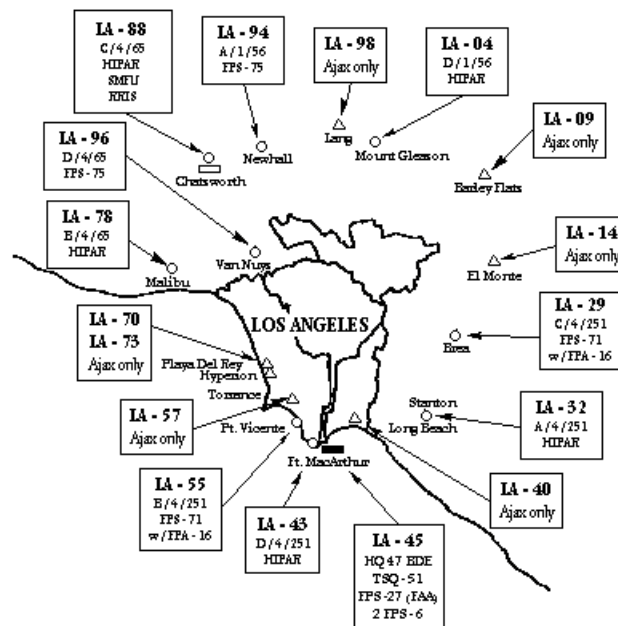 LA - 88
C / 4 / 65
HIPAR
SMFU
RRIS
LA - 94
A / 1 / 56
FPS - 75
LA - 98
Ajax only
LA - 04
D / 1 / 56
HIPAR
LA - 09
Ajax only
LA - 96
D / 4 / 65
FPS - 75
Lang
Newhall
Mount Gleason
Chatsworth
Barley Flats
LA - 78
B / 4 / 65
HIPAR
LA - 14
Ajax only
Van Nuys
El Monte
Malibu
LA - 29
C / 4 / 251
FPS - 71
w/ FPA - 16
LA - 70
LA - 73
Ajax only
LOS ANGELES
Brea
Playa Del Rey
Hyperion
Torrance
Stanton
Long Beach
LA - 32
A / 4 / 251
HIPAR
LA - 57
Ajax only
Pt. Vicente
Ft. MacArthur
LA - 55
B / 4 / 251
FPS - 71
w/ FPA - 16
LA - 43
D / 4 / 251
HIPAR
LA - 45
HQ 47 BDE
TSQ - 51
FPS - 27 (FAA)
2 FPS - 6
LA - 40
Ajax only